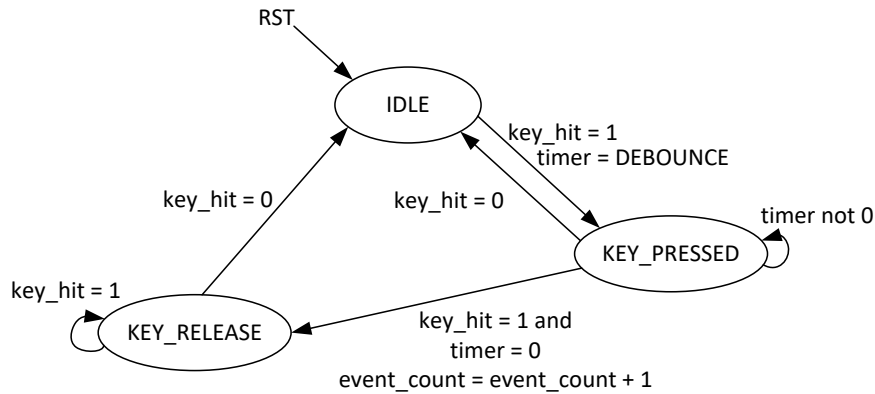 RST
IDLE
key_hit = 1
timer = DEBOUNCE
key_hit = 0
key_hit = 0
timer not 0
KEY_PRESSED
key_hit = 1
KEY_RELEASE
key_hit = 1 and
timer = 0
event_count = event_count + 1